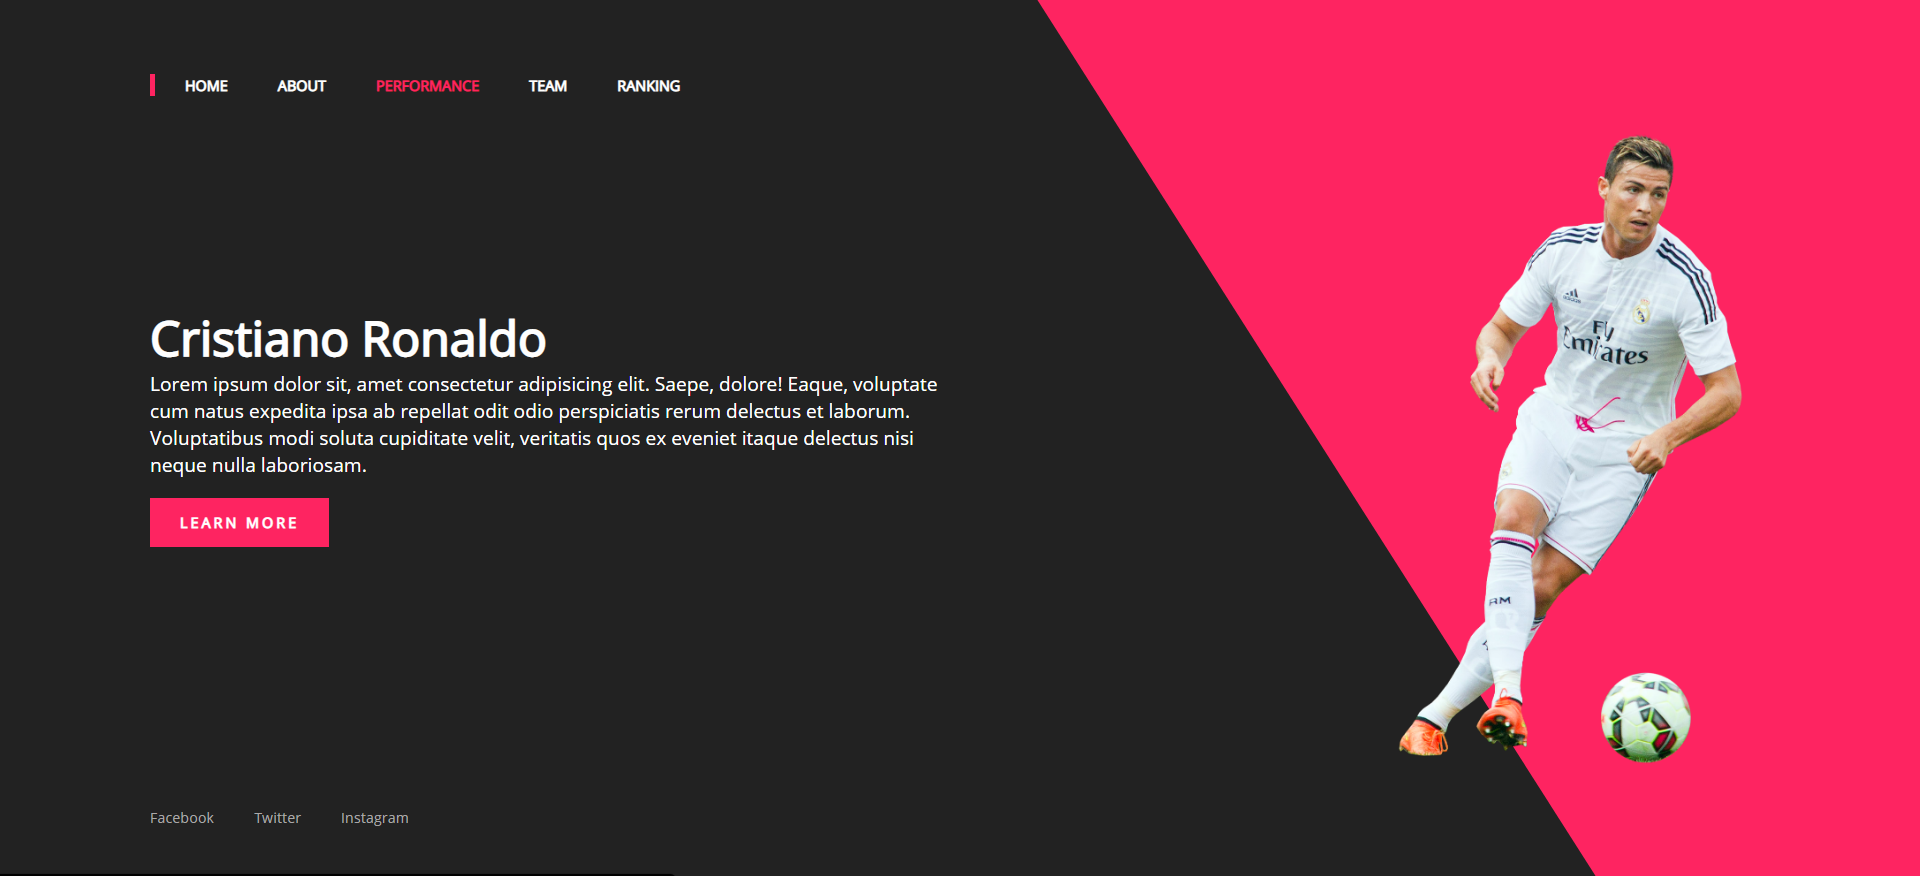 HOME ABOUT PERFORMANCE TEAM RANKING
Cristiano Ronaldo
Lorem ipsum dolor sit, amet consectetur adipisicing elit. Saepe, dolore! Eaque, voluptate
cum natus expedita ipsa ab repellat odit odio perspiciatis rerum delectus et laborum.
Voluptatibus modi soluta cupiditate velit, veritatis quos ex eveniet itaque delectus nisi
neque nulla laboriosam.
LEARN MORE
adidas
Fly
Emirates
RM
Facebook Twitter Instagram